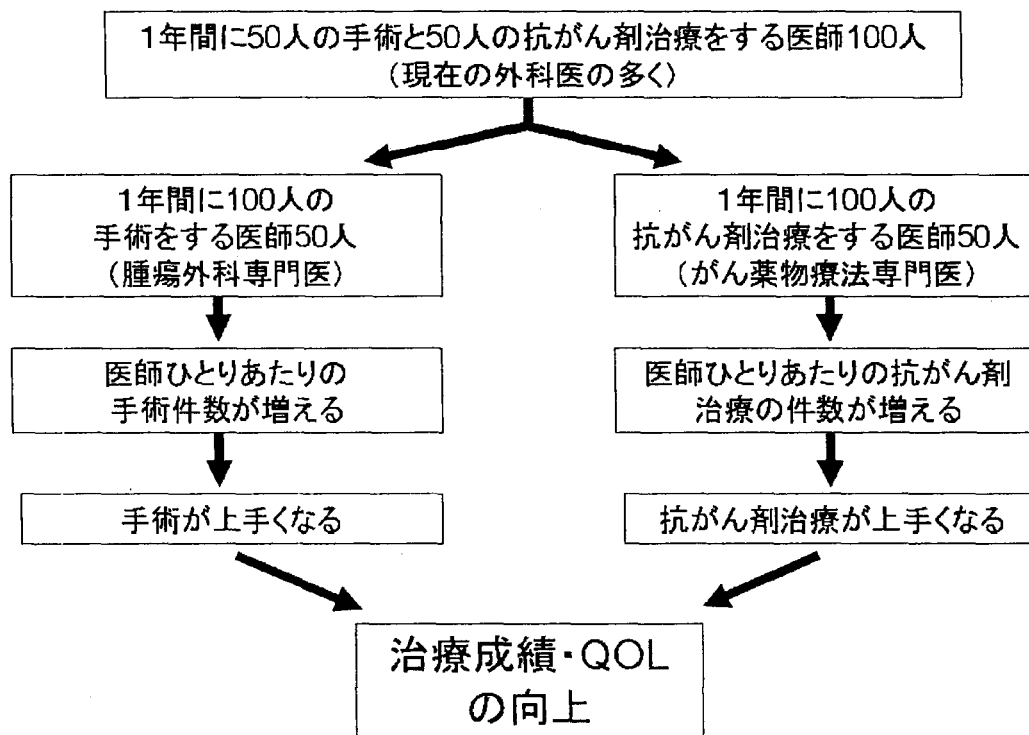 1年間に50人の手術と50人の抗がん剤治療をする医師100人
（現在の外科医の多く）
1年間に100人の
手術をする医師50人
（腫瘍外科専門医）
1年間に100人の
抗がん剤治療をする医師50人
（がん薬物療法専門医）
医師ひとりあたりの
手術件数が増える
医師ひとりあたりの抗がん剤
治療の件数が増える
手術が上手くなる
抗がん剤治療が上手くなる
治療成績・QOL
の向上